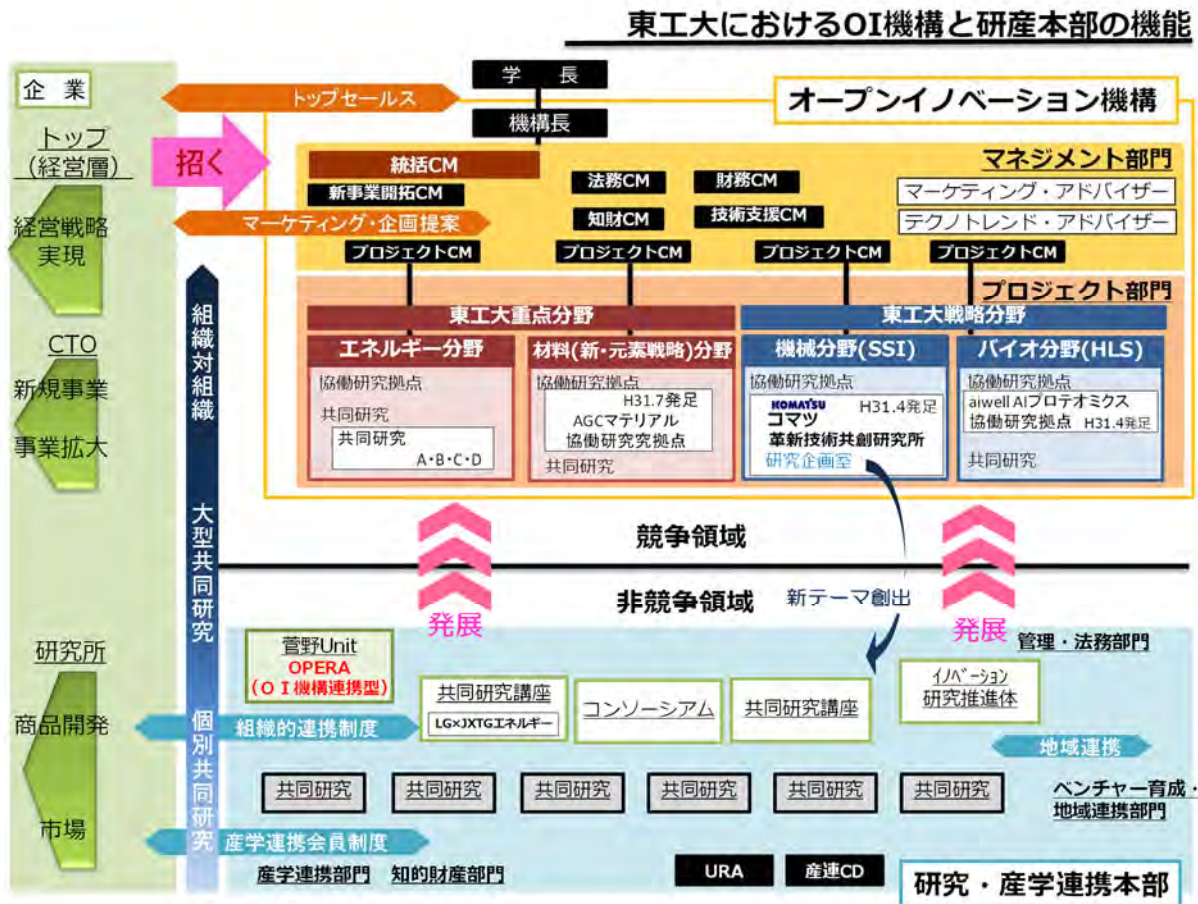 東工大におけるOI機構と研産本部の機能
企 業
トップ
(経営層)
経営戦略
実現
CTO
新規事業
事業拡大
研究所
商品開発
市場
トップセールス
招く
学 長
機構長
オープンイノベーション機構
マネジメント部門
統括CM
新事業開拓CM
法務CM
財務CM
知財CM
技術支援CM
マーケティング・アドバイザー
テクノトレンド・アドバイザー
マーケティング・企画提案
プロジェクトCM
プロジェクトCM
プロジェクトCM
プロジェクトCM
プロジェクト部門
東工大重点分野
東工大戦略分野
エネルギー分野
協働研究拠点
共同研究
共同研究
A・B・C・D
材料(新・元素戦略)分野
協働研究拠点
H31.7発足
AGCマテリアル
協働研究究拠点
共同研究
機械分野(SSI)
協働研究拠点
KOMATSU
H31.4発足
コマツ
革新技術共創研究所
研究企画室
バイオ分野(HLS)
協働研究拠点
aiwell AIプロテオミクス
協働研究拠点 H31.4発足
共同研究
組織対組織
大型共同研究
個別共同研究
競争領域
非競争領域
新テーマ創出
発展
発展
管理・法務部門
菅野Unit
OPERA
(OI機構連携型)
共同研究講座
LG×JXTGエネルギー
コンソーシアム
共同研究講座
イノベーション
研究推進体
組織的連携制度
地域連携
共同研究
共同研究
共同研究
共同研究
共同研究
共同研究
ベンチャー育成・
地域連携部門
産学連携会員制度
産学連携部門
知的財産部門
URA
産連CD
研究・産学連携本部